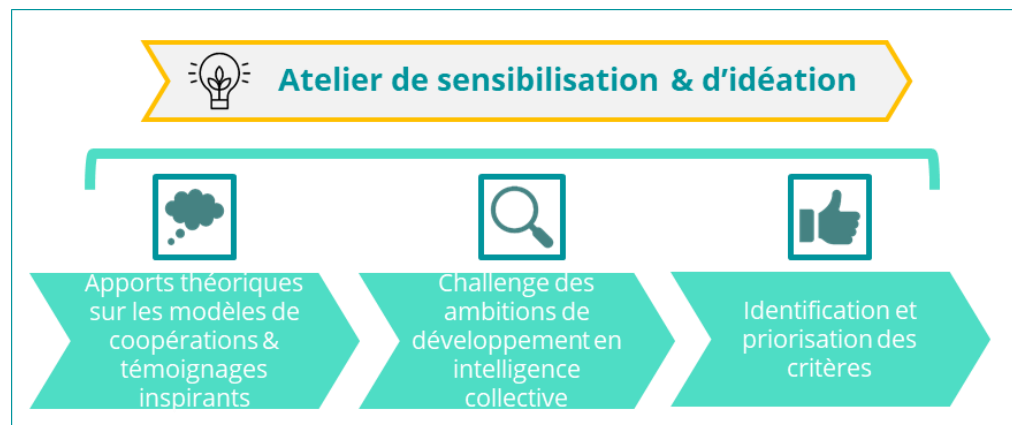 Atelier de sensibilisation & d’idéation
Apports théoriques
sur les modèles de
coopérations &
témoignages
inspirants
Challenge des
ambitions de
développement en
intelligence
collective
Identification et
priorisation des
critères